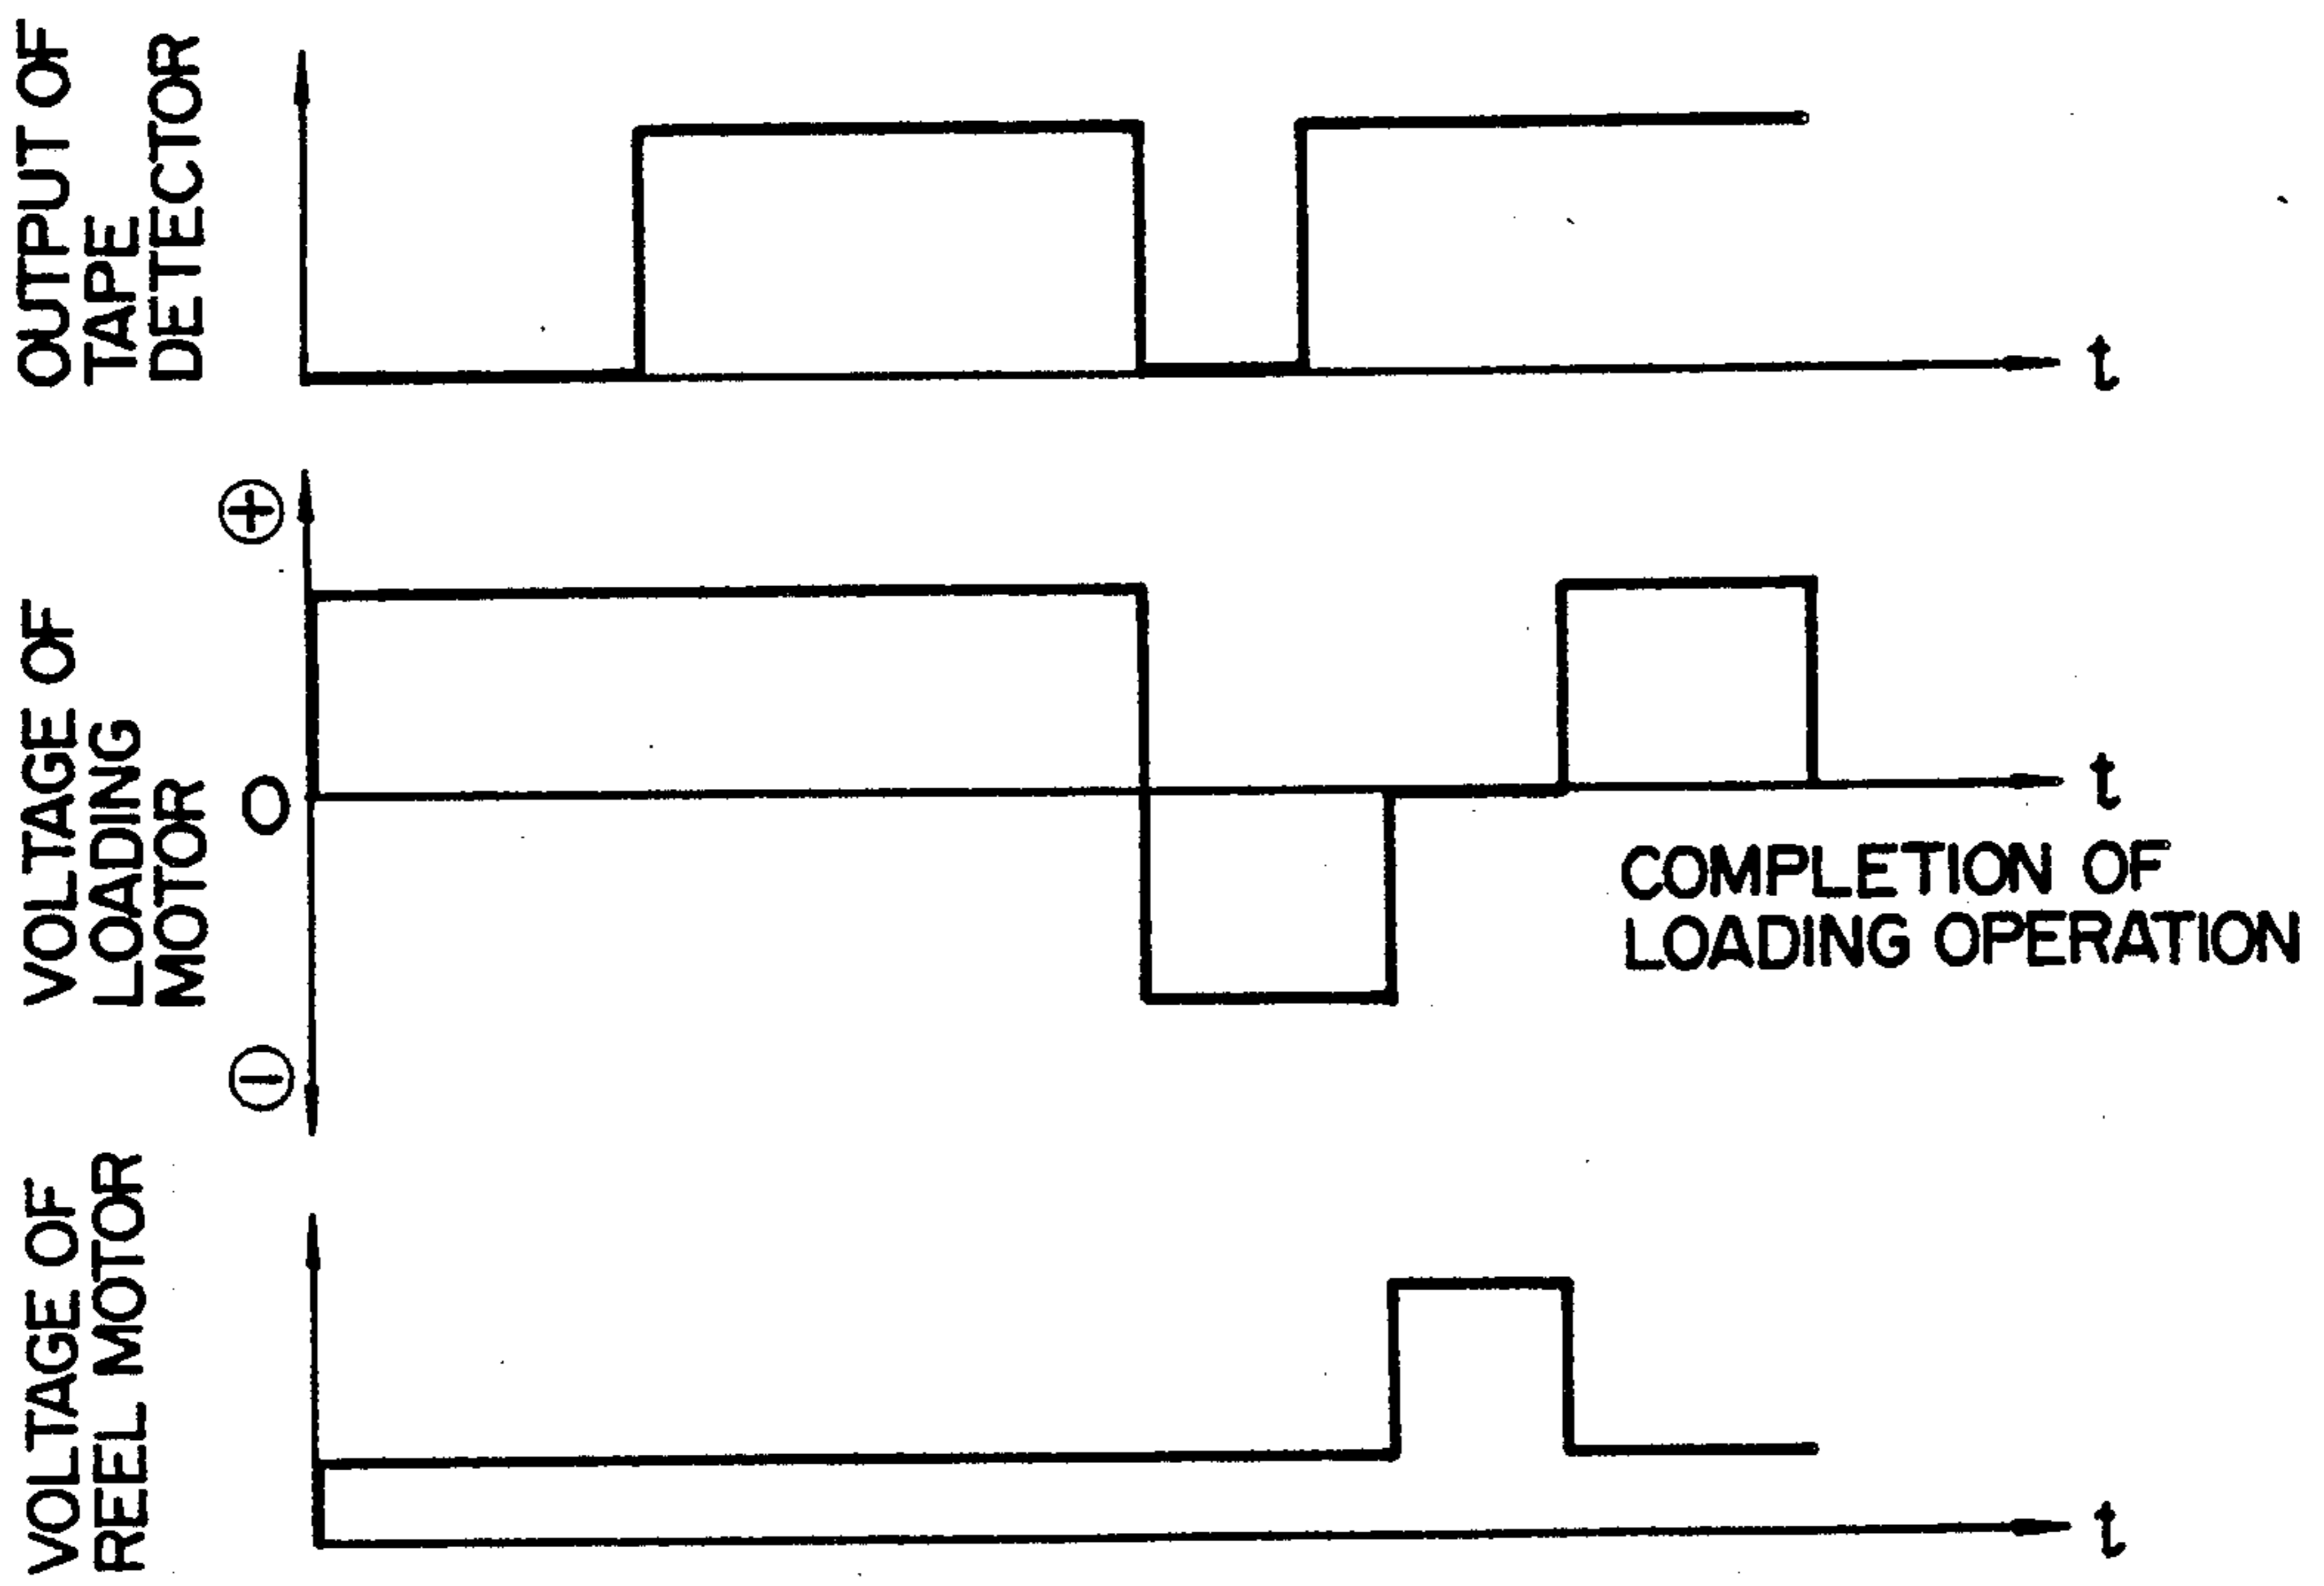 OUTPUT OF
TAPE
DETECTOR
t
VOLTAGE OF
LOADING
MOTOR
+
O
−
t
COMPLETION OF
LOADING OPERATION
VOLTAGE OF
REEL MOTOR
t